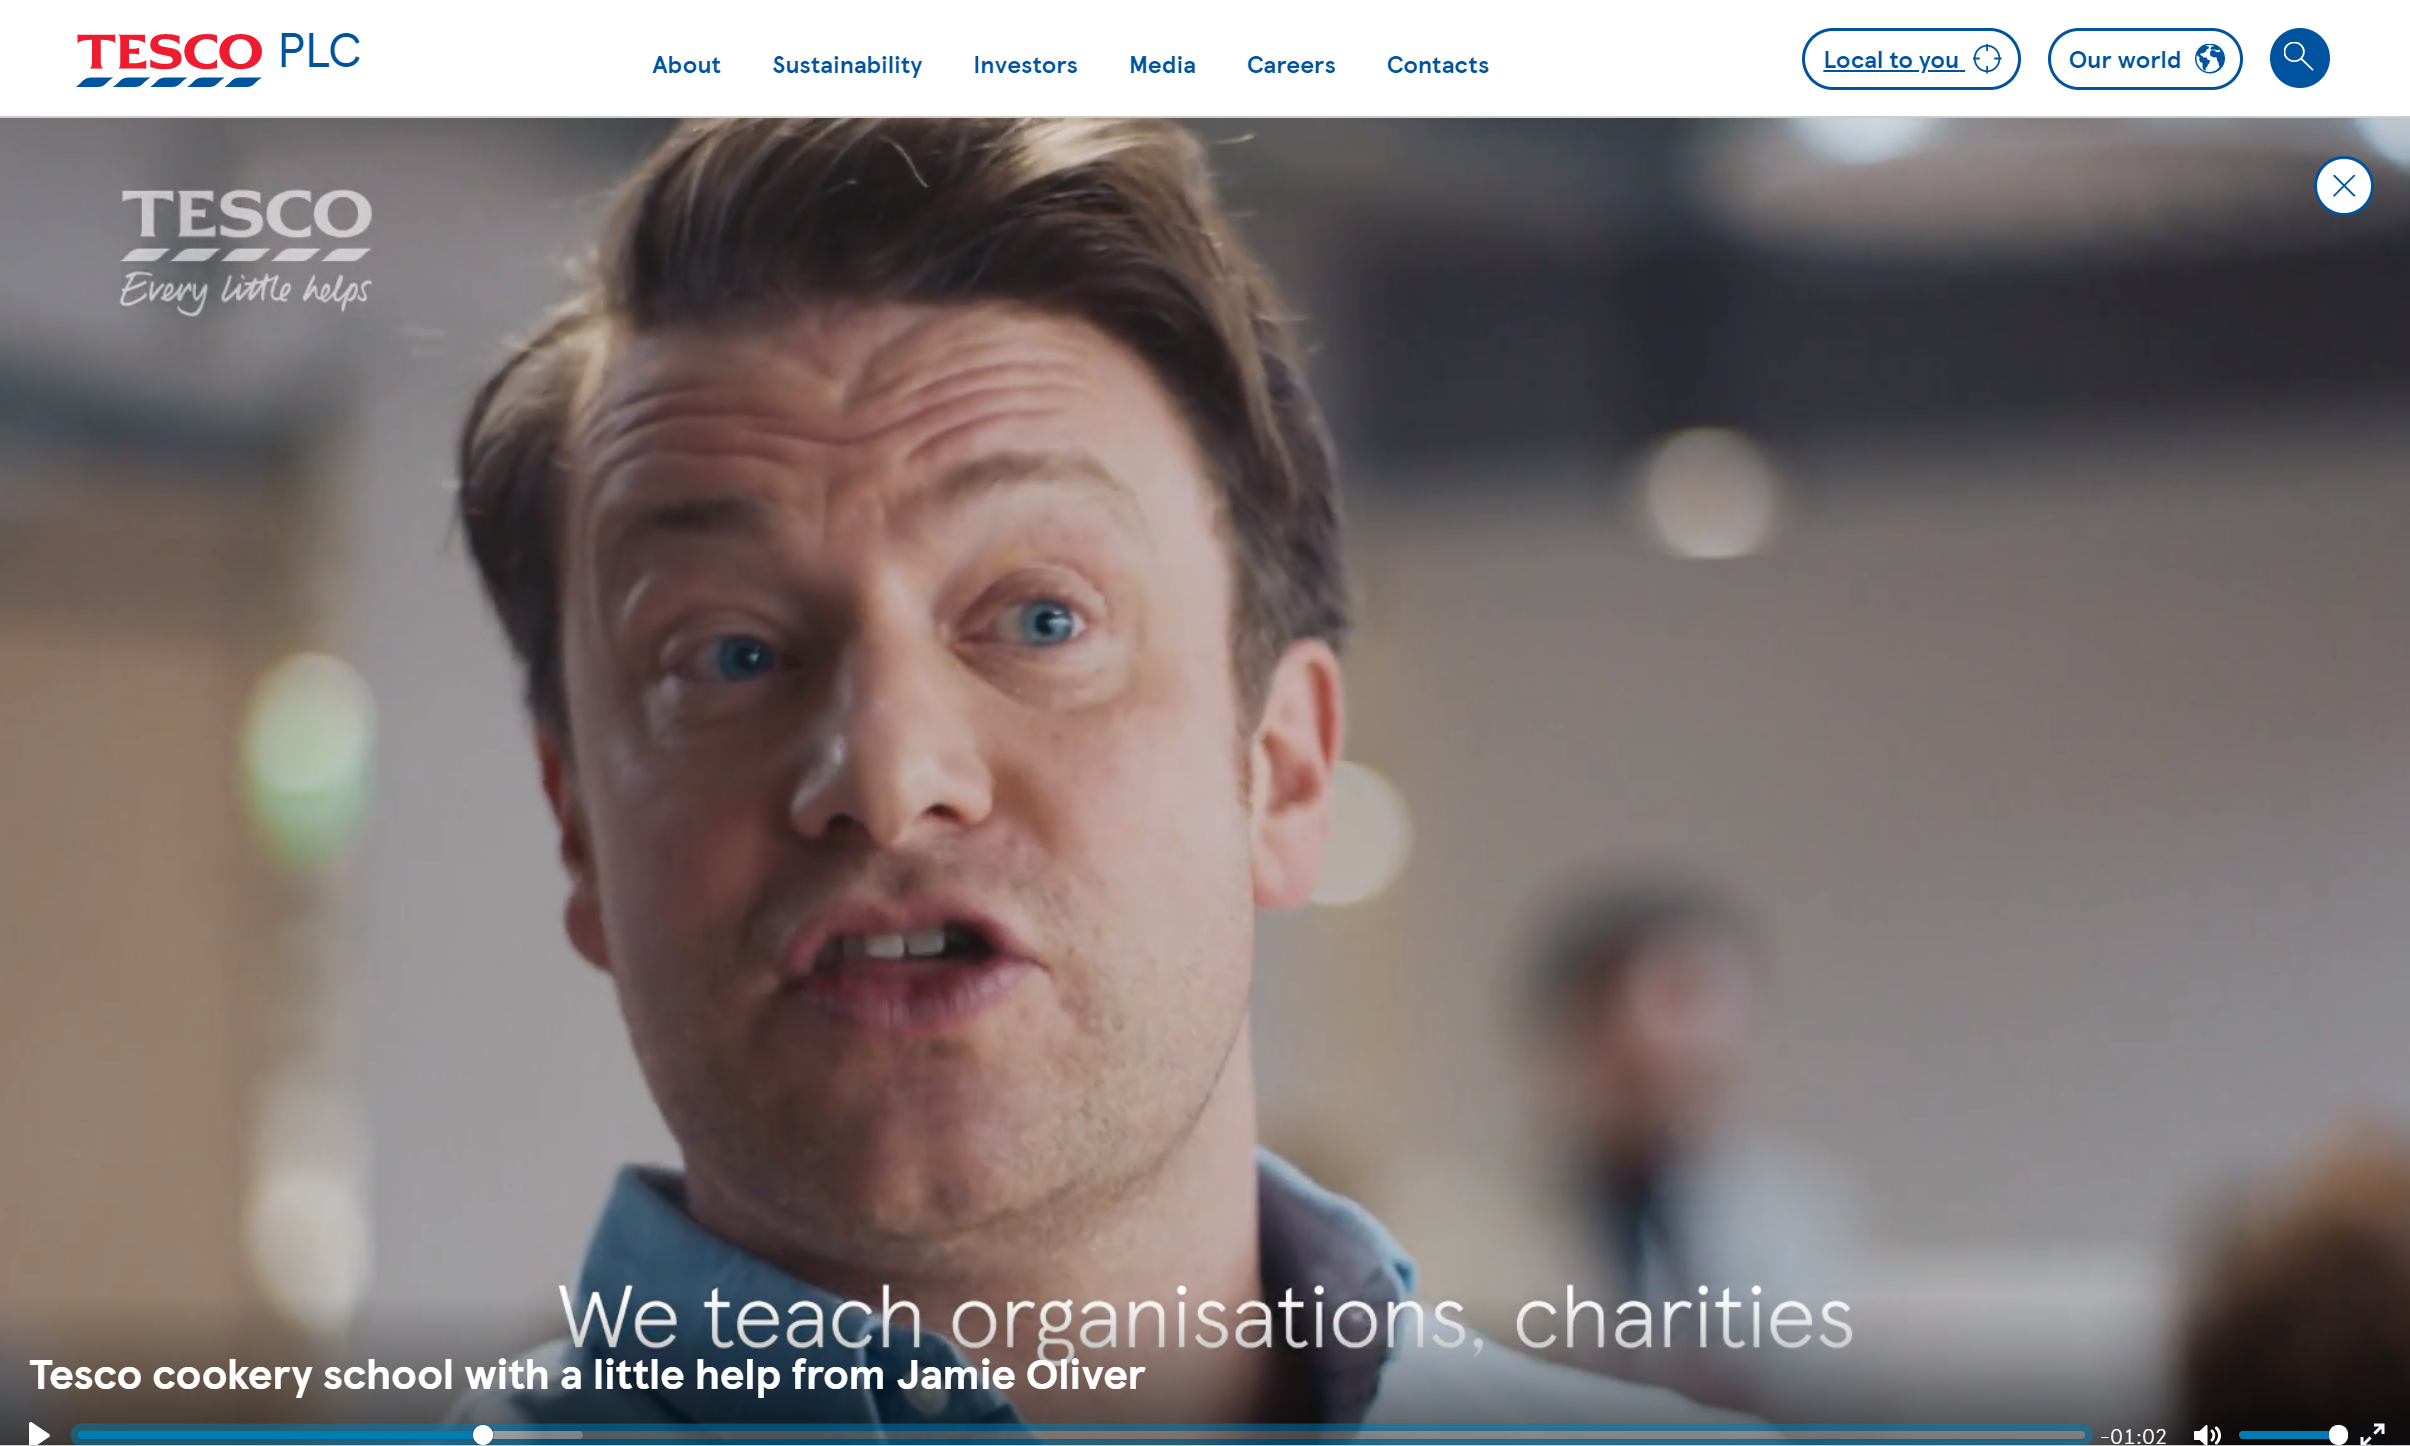 TESCO PLC
About Sustainability Investors Media Careers Contacts
Local to you Our world
TESCO
Every little helps
We teach organisations, charities
Tesco cookery school with a little help from Jamie Oliver
-01:02